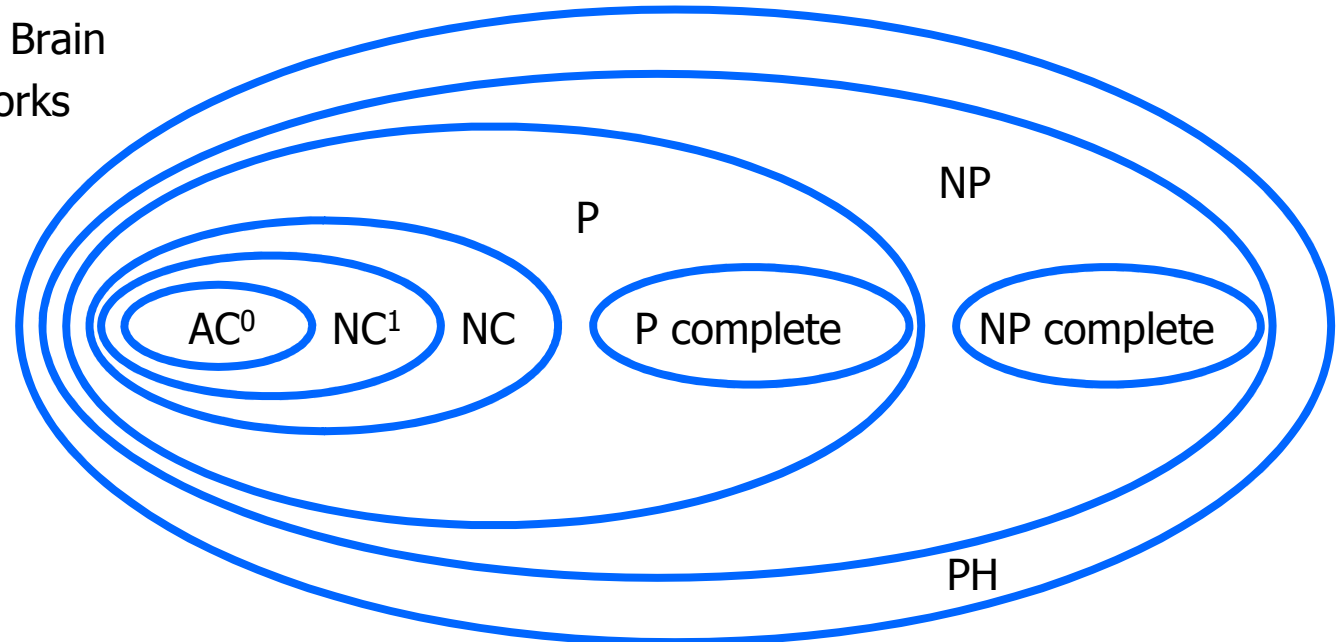 Brain
orks
NP
P
AC⁰ NC¹ NC P complete NP complete
PH